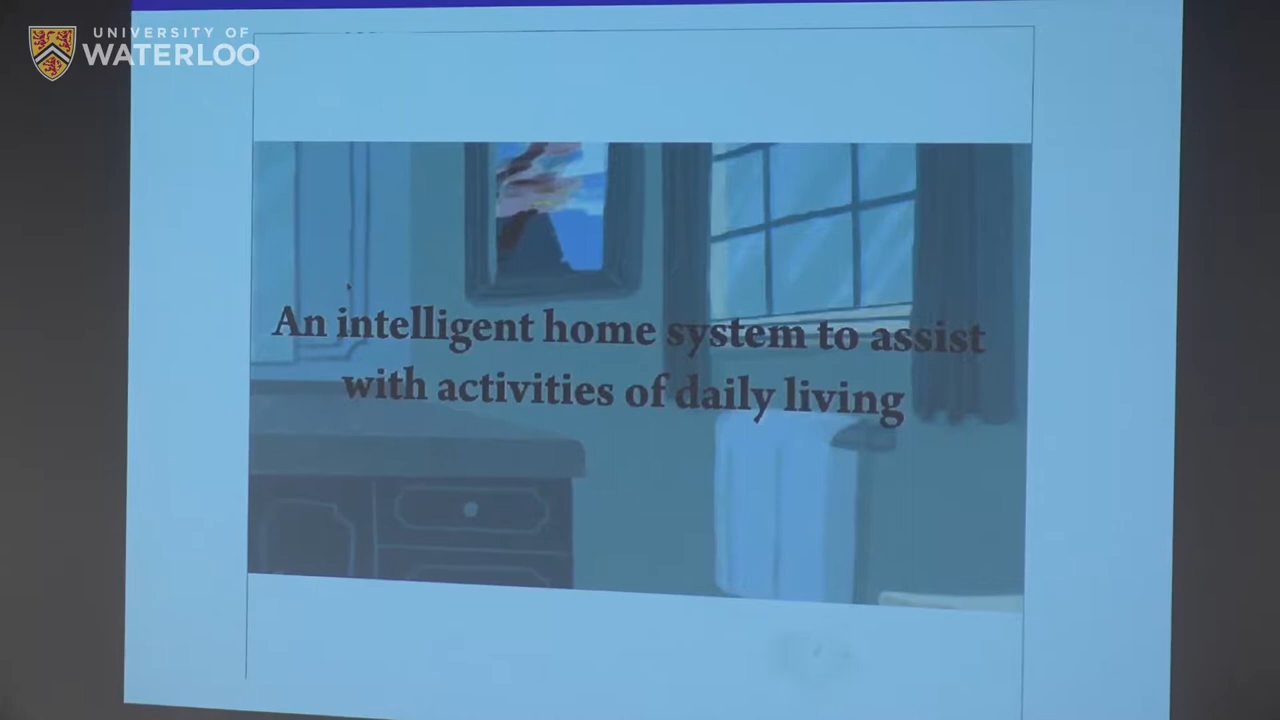 UNIVERSITY OF
WATERLOO
An intelligent home system to assist
with activities of daily living